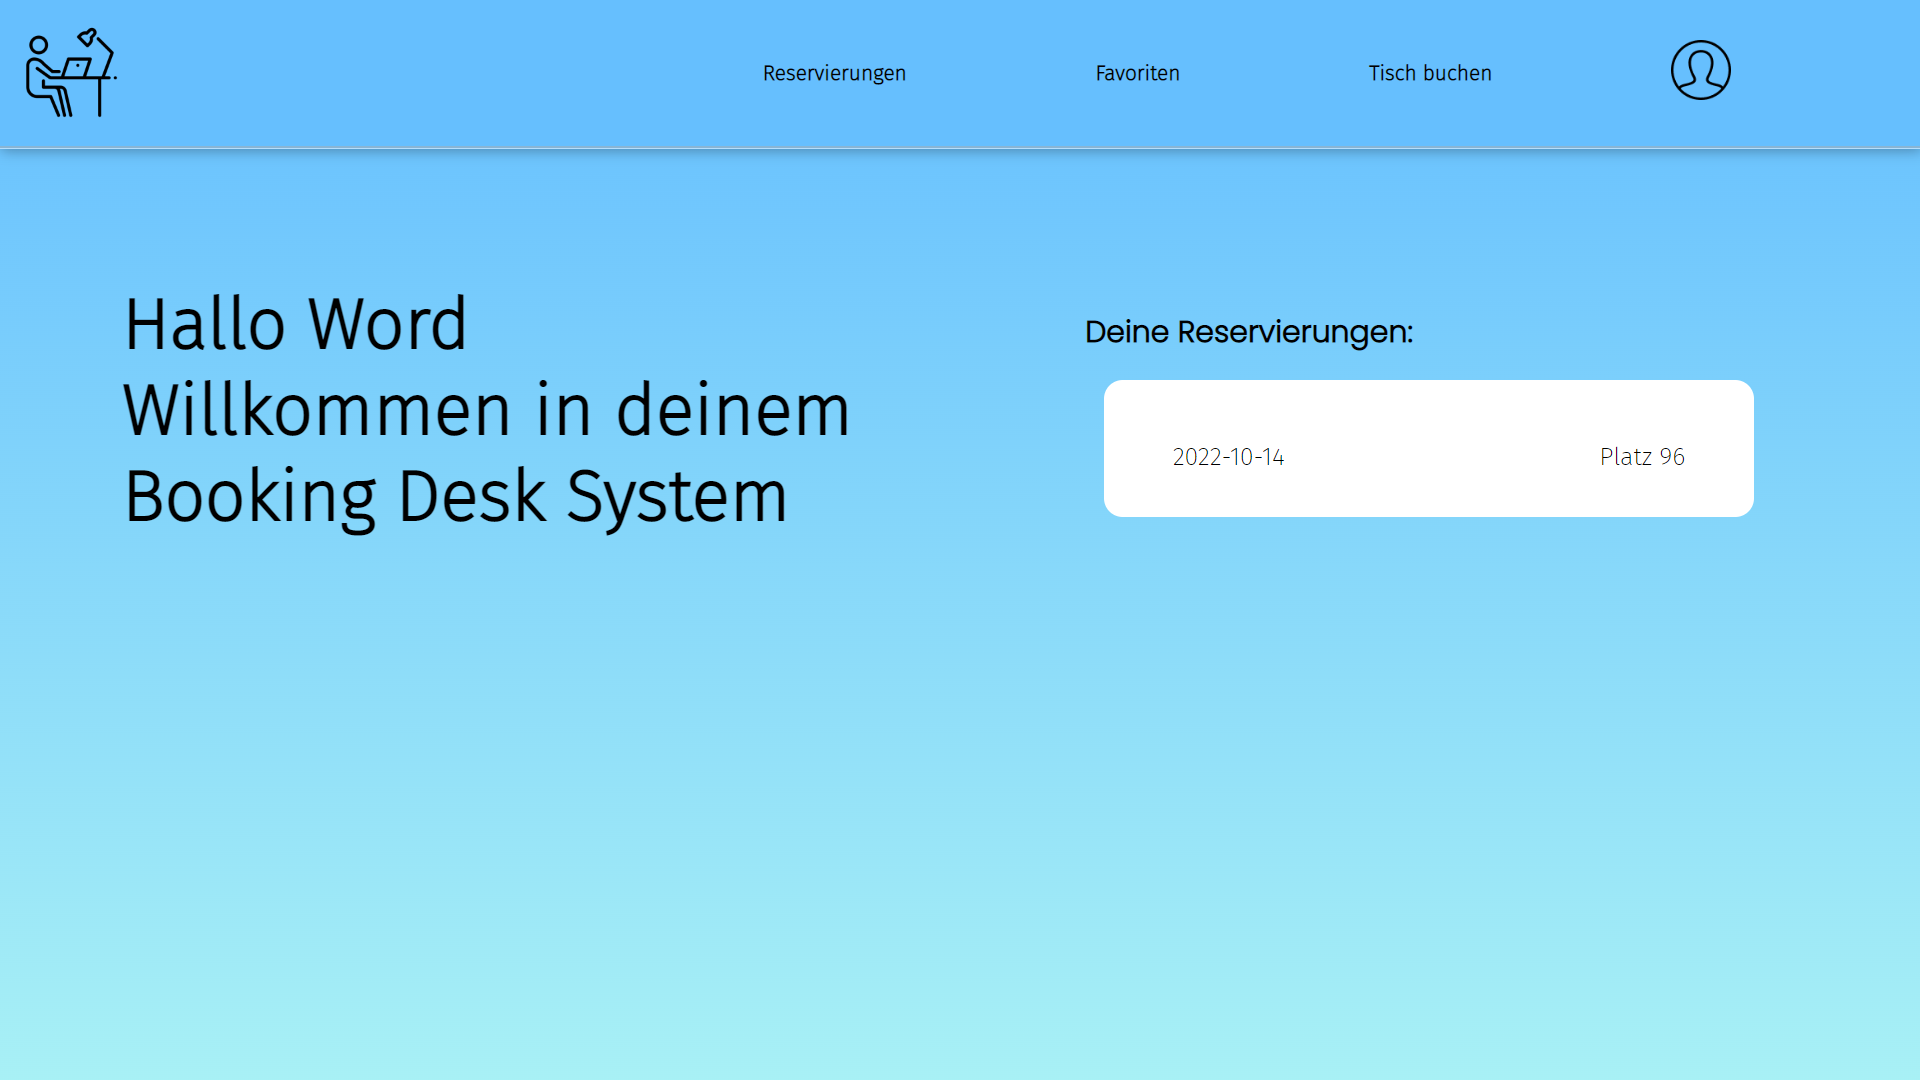 Reservierungen
Favoriten
Tisch buchen
Hallo Word
Willkommen in deinem
Booking Desk System
Deine Reservierungen:
2022-10-14
Platz 96